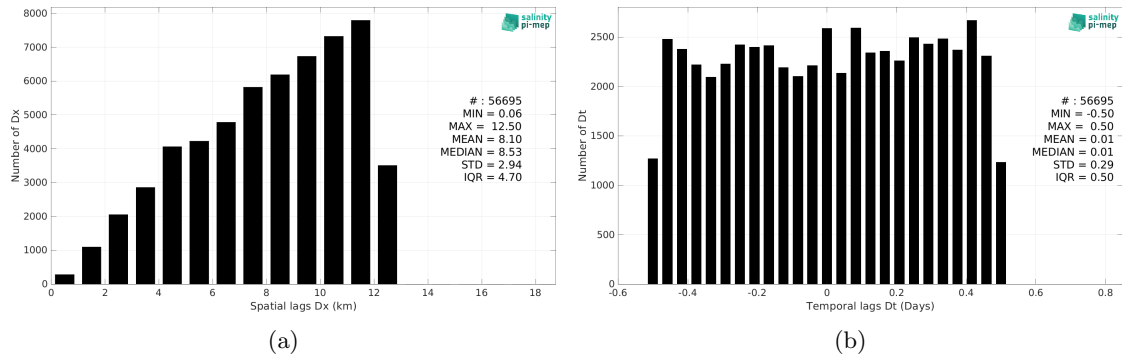 salinity
pi-mep
8000
7000
6000
5000
4000
3000
2000
1000
0
Number of Dx
# : 56695
MIN = 0.06
MAX = 12.50
MEAN = 8.10
MEDIAN = 8.53
STD = 2.94
IQR = 4.70
0 2 4 6 8 10 12 14 16 18
Spatial lags Dx (km)
(a)
salinity
pi-mep
2500
2000
1500
1000
500
0
Number of Dt
# : 56695
MIN = -0.50
MAX = 0.50
MEAN = 0.01
MEDIAN = 0.01
STD = 0.29
IQR = 0.50
-0.6 -0.4 -0.2 0 0.2 0.4 0.6 0.8
Temporal lags Dt (Days)
(b)